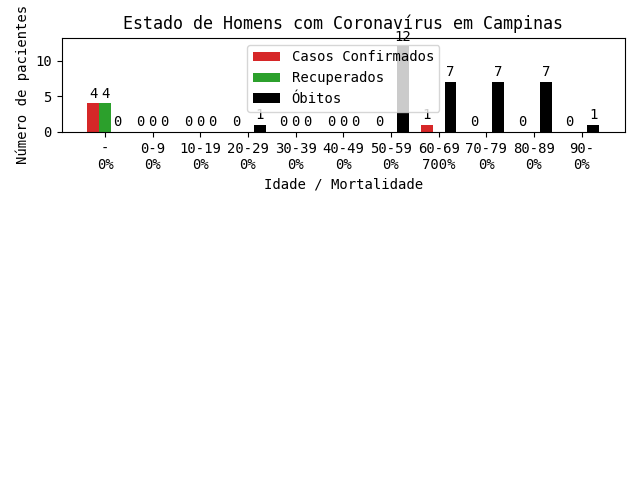 Estado de Homens com Coronavírus em Campinas
Número de pacientes
10
5
0
Casos Confirmados
Recuperados
Óbitos
4 4 0 0 0 0 0 0 0 0 1 0 0 0 0 0 0 0 12 1 7 0 7 0 7 0 1
- 0-9 10-19 20-29 30-39 40-49 50-59 60-69 70-79 80-89 90-
0% 0% 0% 0% 0% 0% 0% 700% 0% 0% 0%
Idade / Mortalidade